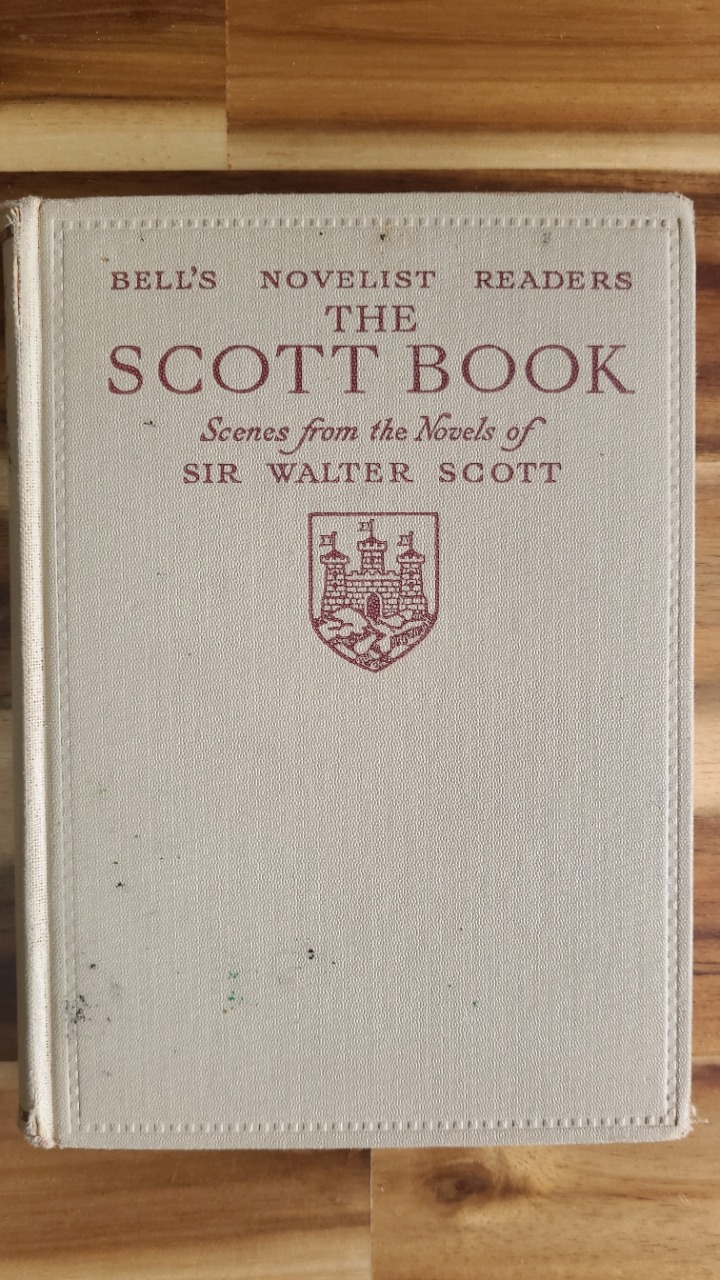 BELL'S NOVELIST READERS
THE
SCOTT BOOK
Scenes from the Novels of
SIR WALTER SCOTT